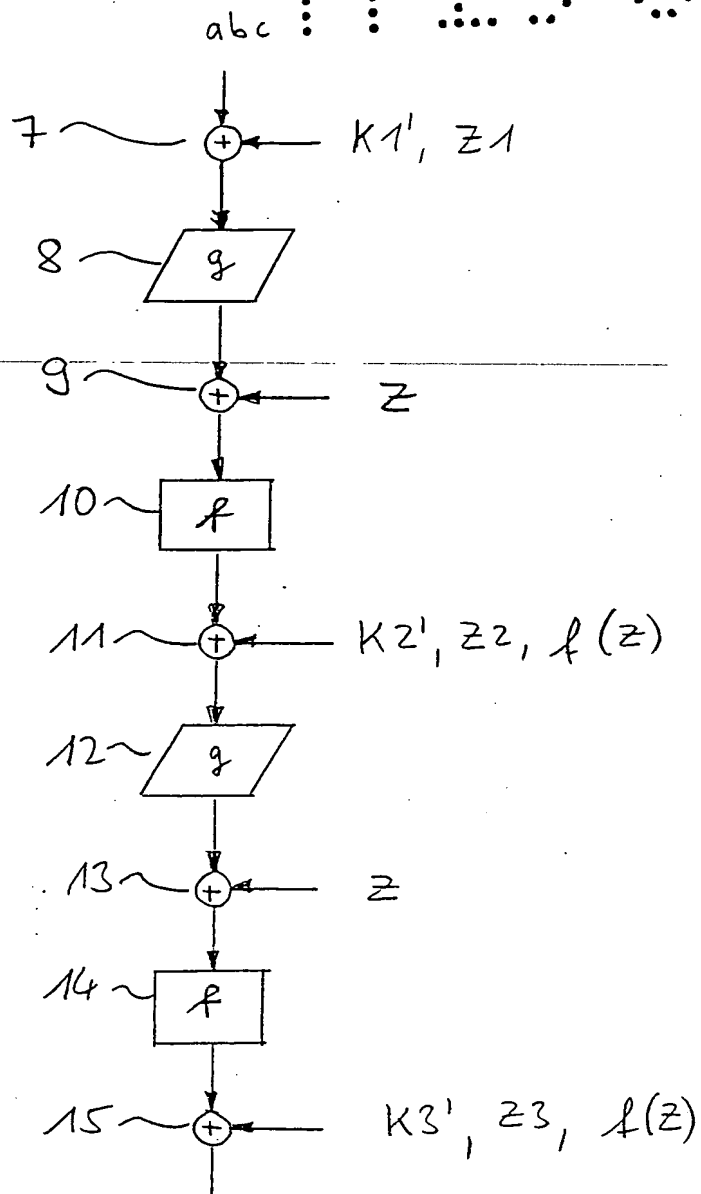 abc
7 + K1', Z1
8 g
9 + Z
10 f
11 + K2', Z2, f(Z)
12 g
13 + Z
14 f
15 + K3', Z3, f(Z)